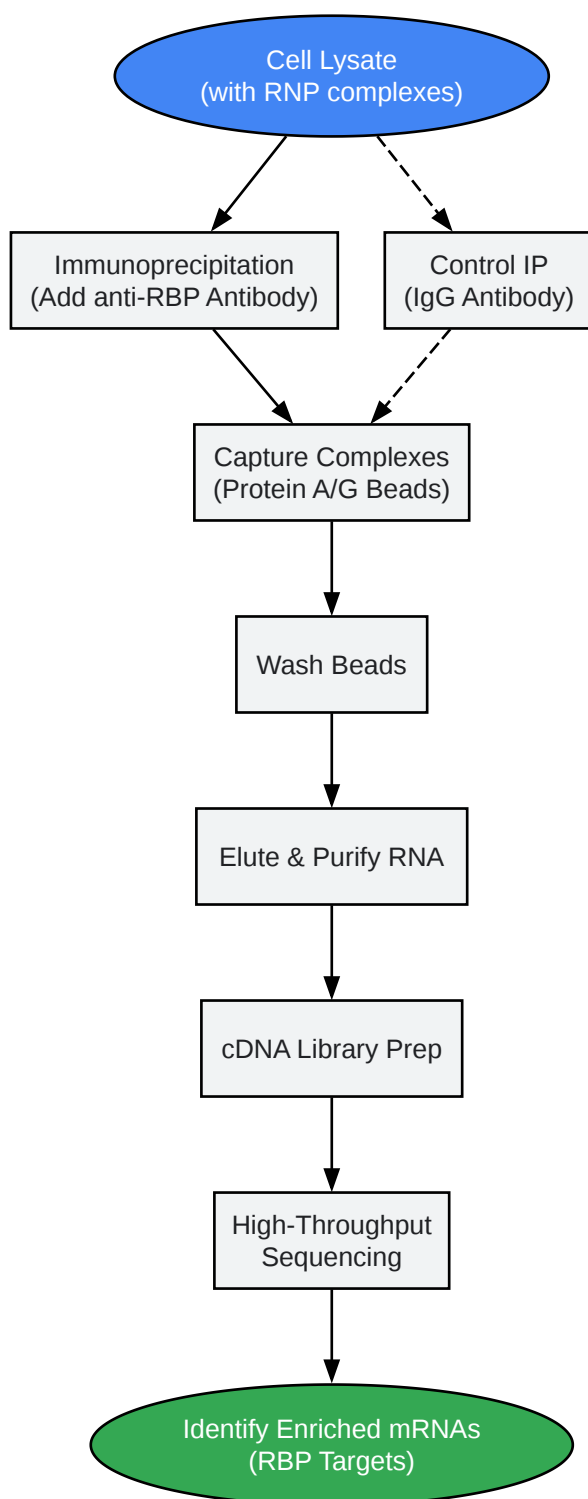 Cell Lysate
(with RNP complexes)
Immunoprecipitation
(Add anti-RBP Antibody)
Control IP
(IgG Antibody)
Capture Complexes
(Protein A/G Beads)
Wash Beads
Elute & Purify RNA
cDNA Library Prep
High-Throughput
Sequencing
Identify Enriched mRNAs
(RBP Targets)